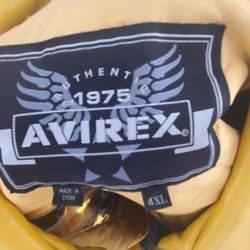 AUTHENTIC
1975
AVIREX®
MADE IN
CHINA
4XL